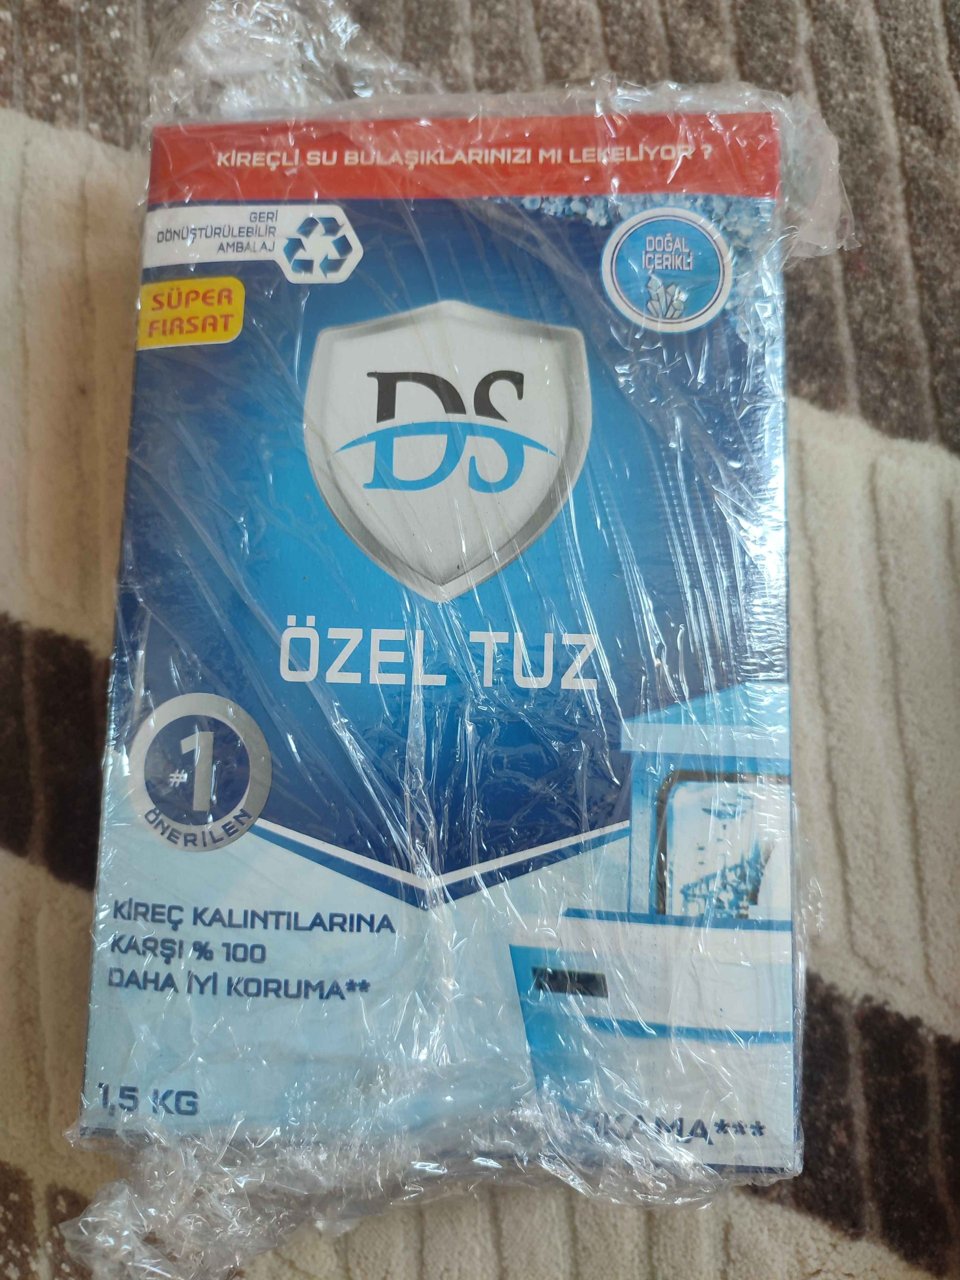 KİREÇLİ SU BULAŞIKLARINIZI MI LEKELİYOR ?
GERİ
DÖNÜŞTÜRÜLEBİLİR
AMBALAJ
DOĞAL
İÇERİKLİ
SÜPER
FIRSAT
DS
ÖZEL TUZ
#1
ÖNERİLEN
KİREÇ KALINTILARINA
KARŞI % 100
DAHA İYİ KORUMA**
1,5 KG